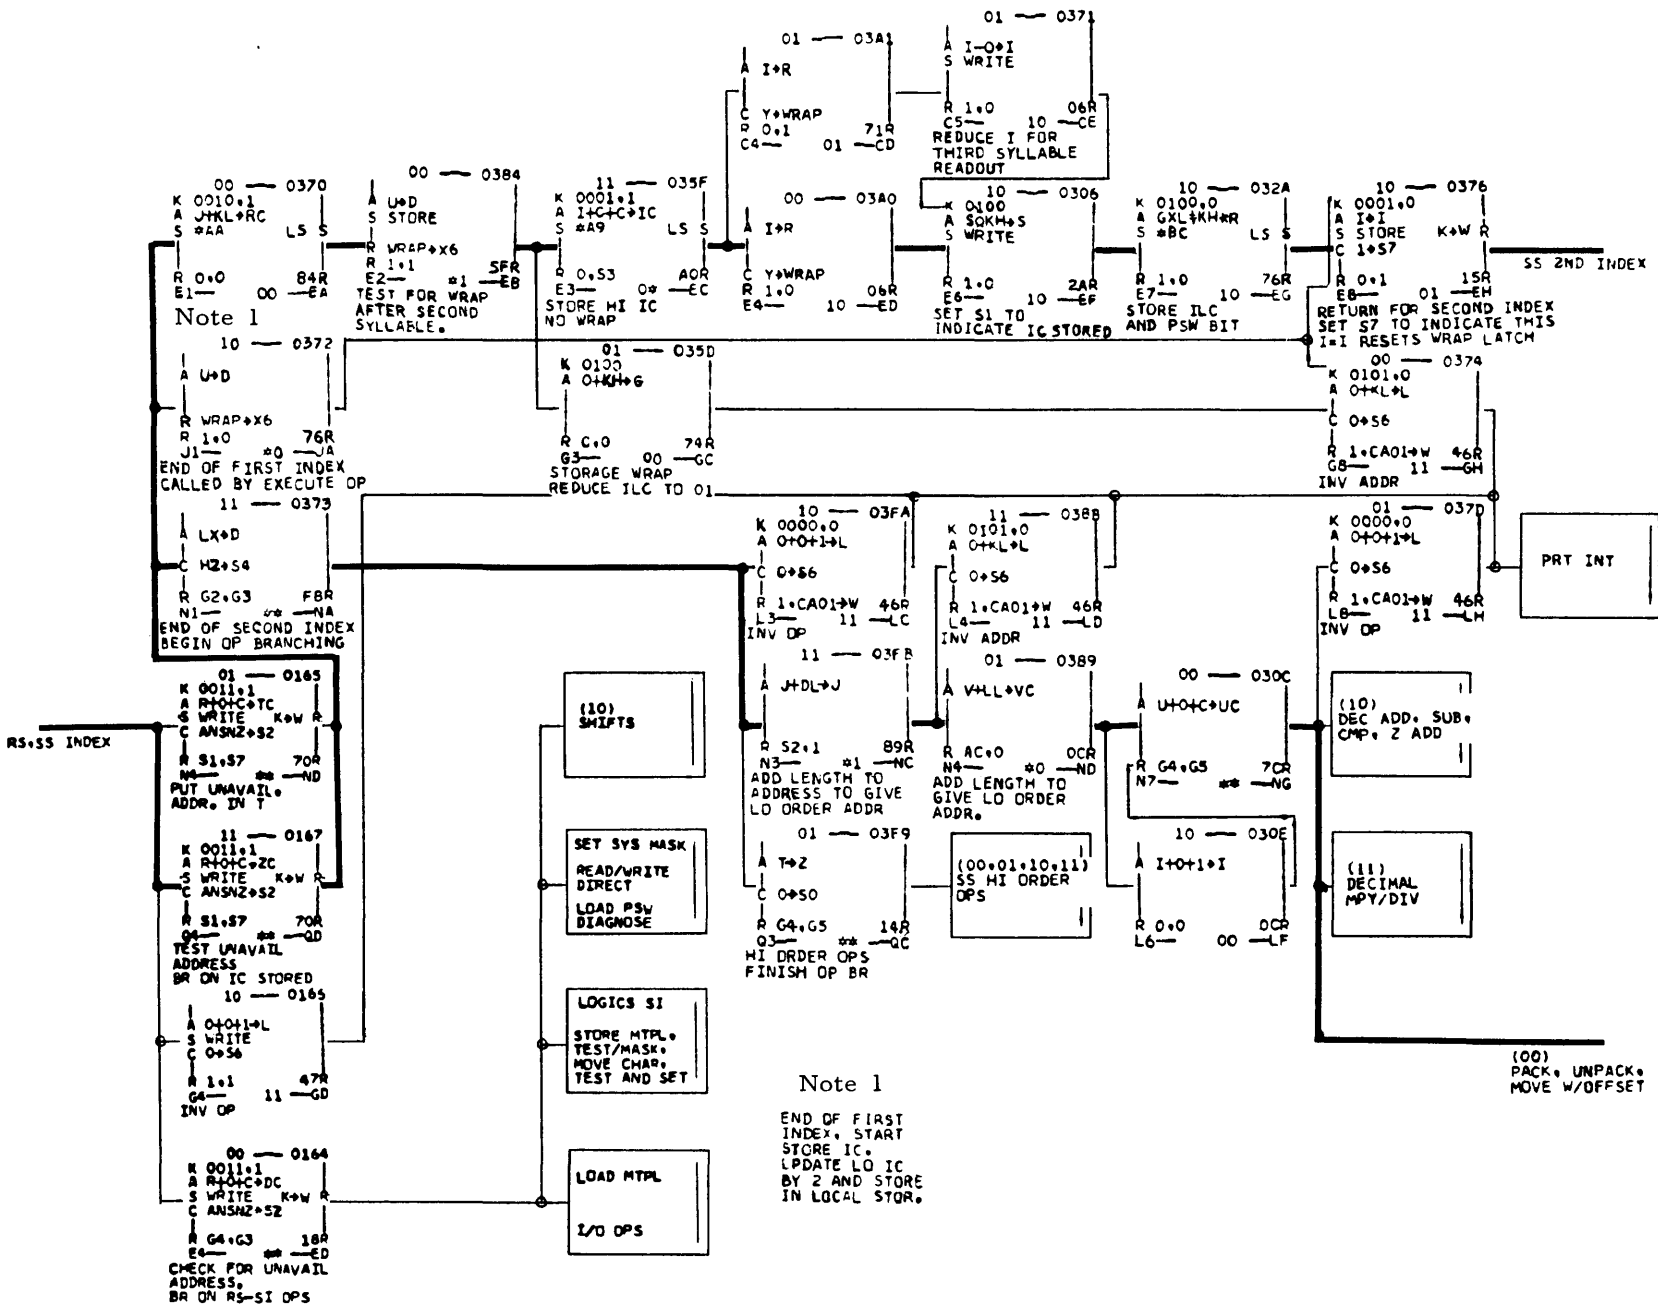 01 — 03A1
A I→R
C Y→WRAP
R 0,1 71R
C4— 01 —CD
01 — 0371
A I-0→I
S WRITE
R 1,0 06R
C5— 10 —CE
REDUCE I FOR
THIRD SYLLABLE
READOUT
00 — 0370
K 0010,1
A J+KL→RC
S *AA LS S
R 0,0 84R
E1— 00 —EA
Note 1
00 — 0384
A U→D
S STORE
R WRAP→X6
R 1,1 5FR
E2— *1 —EB
TEST FOR WRAP
AFTER SECOND
SYLLABLE.
11 — 035F
K 0001,1
A I+C+C→IC
S *A9 LS S
R 0,S3 A0R
E3— 0* —EC
STORE HI IC
NO WRAP
00 — 03A0
A I→R
C Y→WRAP
R 1,0 06R
E4— 10 —ED
10 — 0306
K 0100
A SΩKH→S
S WRITE
R 1,0 2AR
E6— 10 —EF
SET S1 TO
INDICATE IC STORED
10 — 032A
K 0100,0
A GXL+KH→R
S *BC LS S
R 1,0 76R
E7— 10 —EG
STORE ILC
AND PSW BIT
10 — 0376
K 0001,0
A I→I
S STORE K→W R
C 1→S7
R 0,1 15R
E8— 01 —EH
RETURN FOR SECOND INDEX
SET S7 TO INDICATE THIS
I=I RESETS WRAP LATCH
SS 2ND INDEX
10 — 0372
A U→D
R WRAP→X6
R 1,0 76R
J1— *0 —JA
END OF FIRST INDEX
CALLED BY EXECUTE OP
01 — 035D
K 0100
A 0+KH→G
R C,0 74R
G3— 00 —GC
STORAGE WRAP
REDUCE ILC TO 01
00 — 0374
K 0101,0
A 0+KL→L
C 0→S6
R 1,CA01→W 46R
G8— 11 —GH
INV ADDR
11 — 0373
A LX→D
C HZ→S4
R G2,G3 F8R
N1— ** —NA
END OF SECOND INDEX
BEGIN OP BRANCHING
10 — 03FA
K 0000,0
A 0+0+1→L
C 0→S6
R 1,CA01→W 46R
L3— 11 —LC
INV OP
11 — 038B
K 0101,0
A 0+KL→L
C 0→S6
R 1,CA01→W 46R
L4— 11 —LD
INV ADDR
01 — 037D
K 0000,0
A 0+0+1→L
C 0→S6
R 1,CA01→W 46R
L8— 11 —LH
INV OP
PRT INT
RS,SS INDEX
01 — 0165
K 0011,1
A R+0+C→TC
S WRITE K→W R
C ANSNZ→S2
R S1,S7 70R
N4— ** —ND
PUT UNAVAIL.
ADDR. IN T
(10)
SHIFTS
11 — 03FB
A J+DL→J
R S2,1 89R
N3— *1 —NC
ADD LENGTH TO
ADDRESS TO GIVE
LO ORDER ADDR
01 — 0389
A V+LL→VC
R AC,0 0CR
N4— *0 —ND
ADD LENGTH TO
GIVE LO ORDER
ADDR.
00 — 030C
A U+0+C→UC
R G4,G5 7CR
N7— ** —NG
(10)
DEC ADD, SUB,
CMP, Z ADD
11 — 0167
K 0011,1
A R+0+C→ZC
S WRITE K→W R
C ANSNZ→S2
R S1,S7 70R
Q4— ** —QD
TEST UNAVAIL
ADDRESS
BR ON IC STORED
SET SYS MASK
READ/WRITE
DIRECT
LOAD PSW
DIAGNOSE
01 — 03F9
A T→Z
C 0→S0
R G4,G5 14R
Q3— ** —QC
HI ORDER OPS
FINISH OP BR
(00,01,10,11)
SS HI ORDER
OPS
10 — 030E
A I+0+1→I
R 0,0 0CR
L6— 00 —LF
(11)
DECIMAL
MPY/DIV
10 — 0165
A 0+0+1→L
S WRITE
C 0→S6
R 1,1 47R
G4— 11 —GD
INV OP
LOGICS SI
STORE MTPL,
TEST/MASK,
MOVE CHAR,
TEST AND SET
(00)
PACK, UNPACK,
MOVE W/OFFSET
Note 1
END OF FIRST
INDEX, START
STORE IC.
UPDATE LO IC
BY 2 AND STORE
IN LOCAL STOR.
00 — 0164
K 0011,1
A R+0+C→DC
S WRITE K→W R
C ANSNZ→S2
R G4,G3 18R
E4— ** —ED
CHECK FOR UNAVAIL
ADDRESS.
BR ON RS-SI OPS
LOAD MTPL
I/O OPS